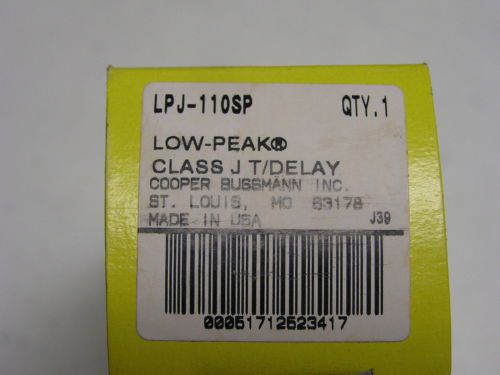 LPJ-110SP QTY.1
LOW-PEAK®
CLASS J T/DELAY
COOPER BUSSMANN INC.
ST. LOUIS, MO 63178
MADE IN USA J39
00051712523417